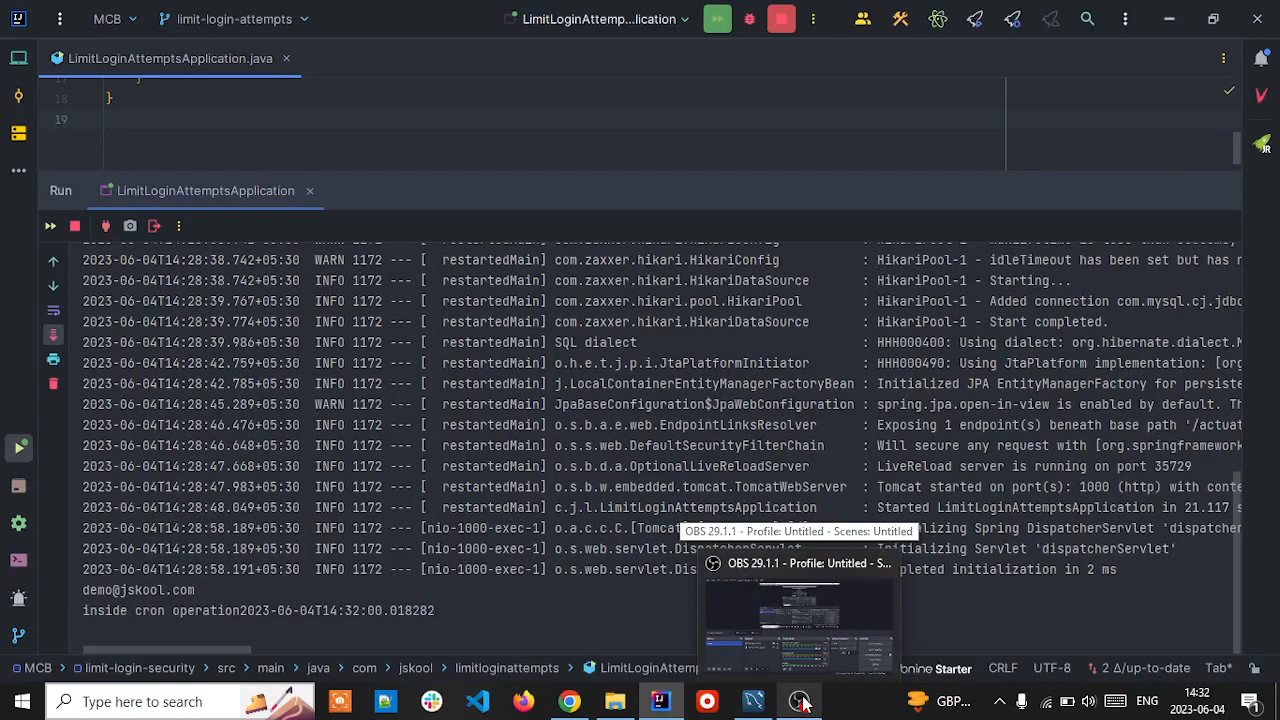 MCB
limit-login-attempts
LimitLoginAttemp...lication
LImitLoginAttemptsApplication.java
18 }
19
Run LimitLoginAttemptsApplication
2023-06-04T14:28:38.742+05:30 WARN 1172 --- [ restartedMain] com.zaxxer.hikari.HikariConfig : HikariPool-1 - idleTimeout has been set but has n
2023-06-04T14:28:38.742+05:30 INFO 1172 --- [ restartedMain] com.zaxxer.hikari.HikariDataSource : HikariPool-1 - Starting...
2023-06-04T14:28:39.767+05:30 INFO 1172 --- [ restartedMain] com.zaxxer.hikari.pool.HikariPool : HikariPool-1 - Added connection com.mysql.cj.jdbc
2023-06-04T14:28:39.774+05:30 INFO 1172 --- [ restartedMain] com.zaxxer.hikari.HikariDataSource : HikariPool-1 - Start completed.
2023-06-04T14:28:39.986+05:30 INFO 1172 --- [ restartedMain] SQL dialect : HHH000400: Using dialect: org.hibernate.dialect.M
2023-06-04T14:28:42.759+05:30 INFO 1172 --- [ restartedMain] o.h.e.t.j.p.i.JtaPlatformInitiator : HHH000490: Using JtaPlatform implementation: [org
2023-06-04T14:28:42.785+05:30 INFO 1172 --- [ restartedMain] j.LocalContainerEntityManagerFactoryBean : Initialized JPA EntityManagerFactory for persiste
2023-06-04T14:28:45.289+05:30 WARN 1172 --- [ restartedMain] JpaBaseConfiguration$JpaWebConfiguration : spring.jpa.open-in-view is enabled by default. Th
2023-06-04T14:28:46.476+05:30 INFO 1172 --- [ restartedMain] o.s.b.a.e.web.EndpointLinksResolver : Exposing 1 endpoint(s) beneath base path '/actuat
2023-06-04T14:28:46.648+05:30 INFO 1172 --- [ restartedMain] o.s.s.web.DefaultSecurityFilterChain : Will secure any request with [org.springframework
2023-06-04T14:28:47.668+05:30 INFO 1172 --- [ restartedMain] o.s.b.d.a.OptionalLiveReloadServer : LiveReload server is running on port 35729
2023-06-04T14:28:47.983+05:30 INFO 1172 --- [ restartedMain] o.s.b.w.embedded.tomcat.TomcatWebServer : Tomcat started on port(s): 1000 (http) with conte
2023-06-04T14:28:48.036+05:30 INFO 1172 --- [ restartedMain] c.j.l.LimitLoginAttemptsApplication : Started LimitLoginAttemptsApplication in 21.117 s
2023-06-04T14:28:58.189+05:30 INFO 1172 --- [nio-1000-exec-1] o.a.c.c.C.[Tomca alizing Spring DispatcherServlet 'dispatcher
OBS 29.1.1 - Profile: Untitled - Scenes: Untitled
2023-06-04T14:28:58.189+05:30 INFO 1172 --- [nio-1000-exec-1] o.s.web.servlet.DispatcherServlet : Initializing Servlet 'dispatcherServlet'
2023-06-04T14:28:58.191+05:30 INFO 1172 --- [nio-1000-exec-1] o.s.web.servlet pleted initialization in 2 ms
OBS 29.1.1 - Profile: Untitled - S...
aamo@jskool.com
inside cron operation2023-06-04T14:32:00.018282
MCB src main java limitloginattempts LimitLoginAttem Starter CRLF UTF-8 2 Δ/up-to-date Tab*
Type here to search GBP... ENG 14:32
2023-06-04